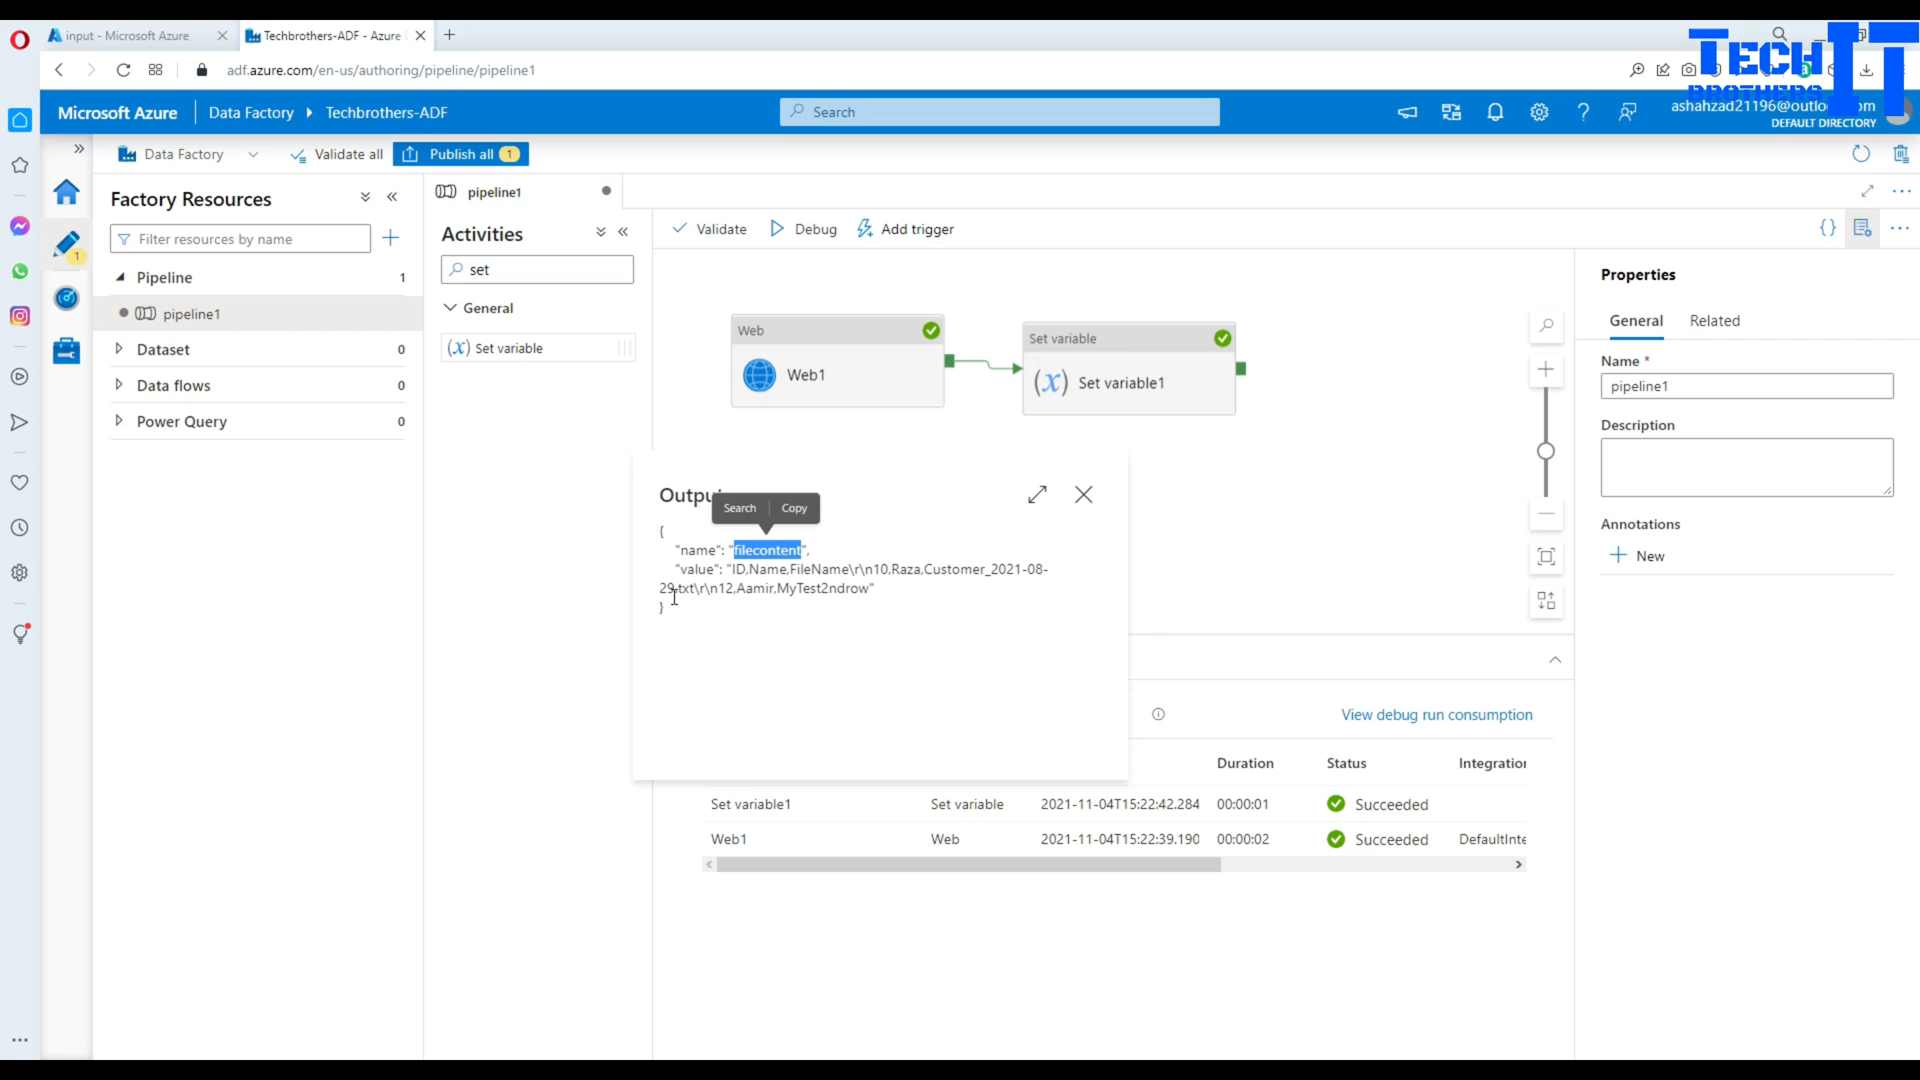 input - Microsoft Azure
Techbrothers-ADF - Azure
adf.azure.com/en-us/authoring/pipeline/pipeline1
TECH IT
BROTHERS
Microsoft Azure
Data Factory
Techbrothers-ADF
Search
ashahzad21196@outlo
om
DEFAULT DIRECTORY
Data Factory
Validate all
Publish all
1
Factory Resources
Filter resources by name
1
Pipeline
1
pipeline1
Dataset
0
Data flows
0
Power Query
0
pipeline1
Activities
set
General
(x) Set variable
Validate
Debug
Add trigger
{}
Web
Web1
Set variable
(x) Set variable1
Search
Copy
{
"name": "filecontent",
"value": "ID,Name,FileName\r\n10,Raza,Customer_2021-08-
29.txt\r\n12,Aamir,MyTest2ndrow"
}
View debug run consumption
Duration
Status
Set variable1
Set variable
2021-11-04T15:22:42.284
00:00:01
Succeeded
Web1
Web
2021-11-04T15:22:39.190
00:00:02
Succeeded
DefaultInte
Properties
General
Related
Name *
pipeline1
Description
Annotations
New